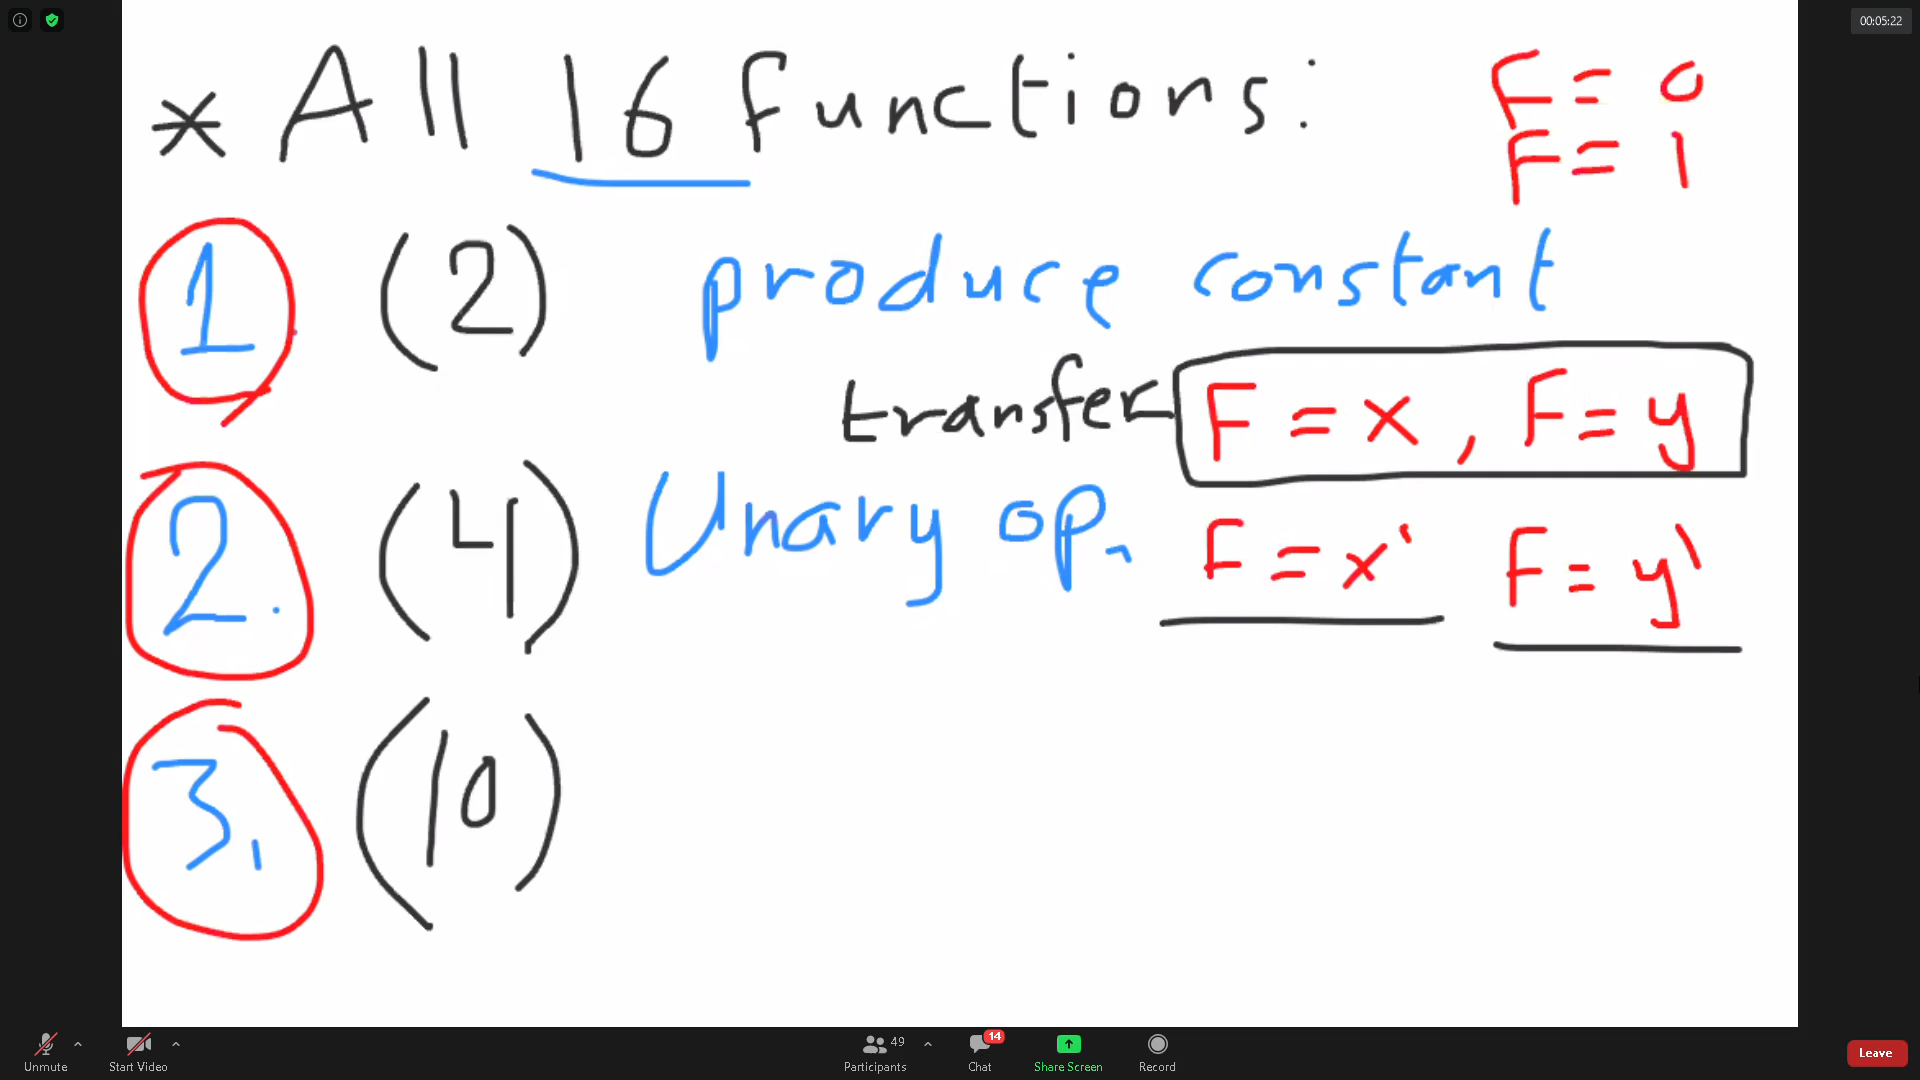 00:05:22
* All 16 functions:
F = 0
F = 1
1 (2) produce constant
transfer F = x, F = y
2. (4) Unary op.
F = x' F = y'
3. (10)
Unmute
Start Video
49
Participants
14
Chat
Share Screen
Record
Leave